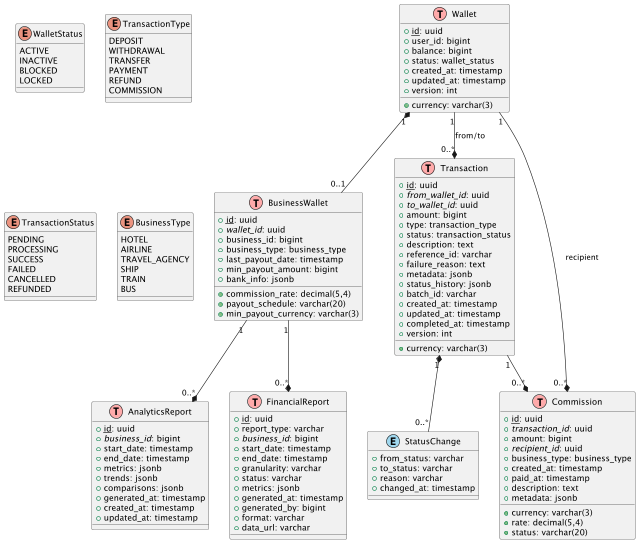 E WalletStatus
ACTIVE
INACTIVE
BLOCKED
LOCKED
E TransactionType
DEPOSIT
WITHDRAWAL
TRANSFER
PAYMENT
REFUND
COMMISSION
T Wallet
id: uuid
user_id: bigint
balance: bigint
status: wallet_status
created_at: timestamp
updated_at: timestamp
version: int
currency: varchar(3)
1
1
1
from/to
0..1
0..*
E TransactionStatus
PENDING
PROCESSING
SUCCESS
FAILED
CANCELLED
REFUNDED
E BusinessType
HOTEL
AIRLINE
TRAVEL_AGENCY
SHIP
TRAIN
BUS
T BusinessWallet
id: uuid
wallet_id: uuid
business_id: bigint
business_type: business_type
last_payout_date: timestamp
min_payout_amount: bigint
bank_info: jsonb
commission_rate: decimal(5,4)
payout_schedule: varchar(20)
min_payout_currency: varchar(3)
T Transaction
id: uuid
from_wallet_id: uuid
to_wallet_id: uuid
amount: bigint
type: transaction_type
status: transaction_status
description: text
reference_id: varchar
failure_reason: text
metadata: jsonb
status_history: jsonb
batch_id: varchar
created_at: timestamp
updated_at: timestamp
completed_at: timestamp
version: int
currency: varchar(3)
recipient
1
1
1
1
0..*
0..*
0..*
0..*
0..*
T AnalyticsReport
id: uuid
business_id: bigint
start_date: timestamp
end_date: timestamp
metrics: jsonb
trends: jsonb
comparisons: jsonb
generated_at: timestamp
created_at: timestamp
updated_at: timestamp
T FinancialReport
id: uuid
report_type: varchar
business_id: bigint
start_date: timestamp
end_date: timestamp
granularity: varchar
status: varchar
metrics: jsonb
generated_at: timestamp
generated_by: bigint
format: varchar
data_url: varchar
E StatusChange
from_status: varchar
to_status: varchar
reason: varchar
changed_at: timestamp
T Commission
id: uuid
transaction_id: uuid
amount: bigint
recipient_id: uuid
business_type: business_type
created_at: timestamp
paid_at: timestamp
description: text
metadata: jsonb
currency: varchar(3)
rate: decimal(5,4)
status: varchar(20)